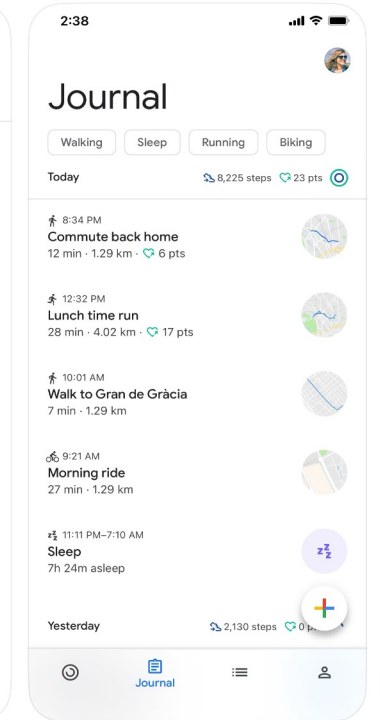 2:38
Journal
Walking Sleep Running Biking
Today 8,225 steps 23 pts
8:34 PM
Commute back home
12 min · 1.29 km · 6 pts
12:32 PM
Lunch time run
28 min · 4.02 km · 17 pts
10:01 AM
Walk to Gran de Gràcia
7 min · 1.29 km
9:21 AM
Morning ride
27 min · 1.29 km
zzz 11:11 PM–7:10 AM
Sleep
zzz
7h 24m asleep
Yesterday 2,130 steps 0
Journal